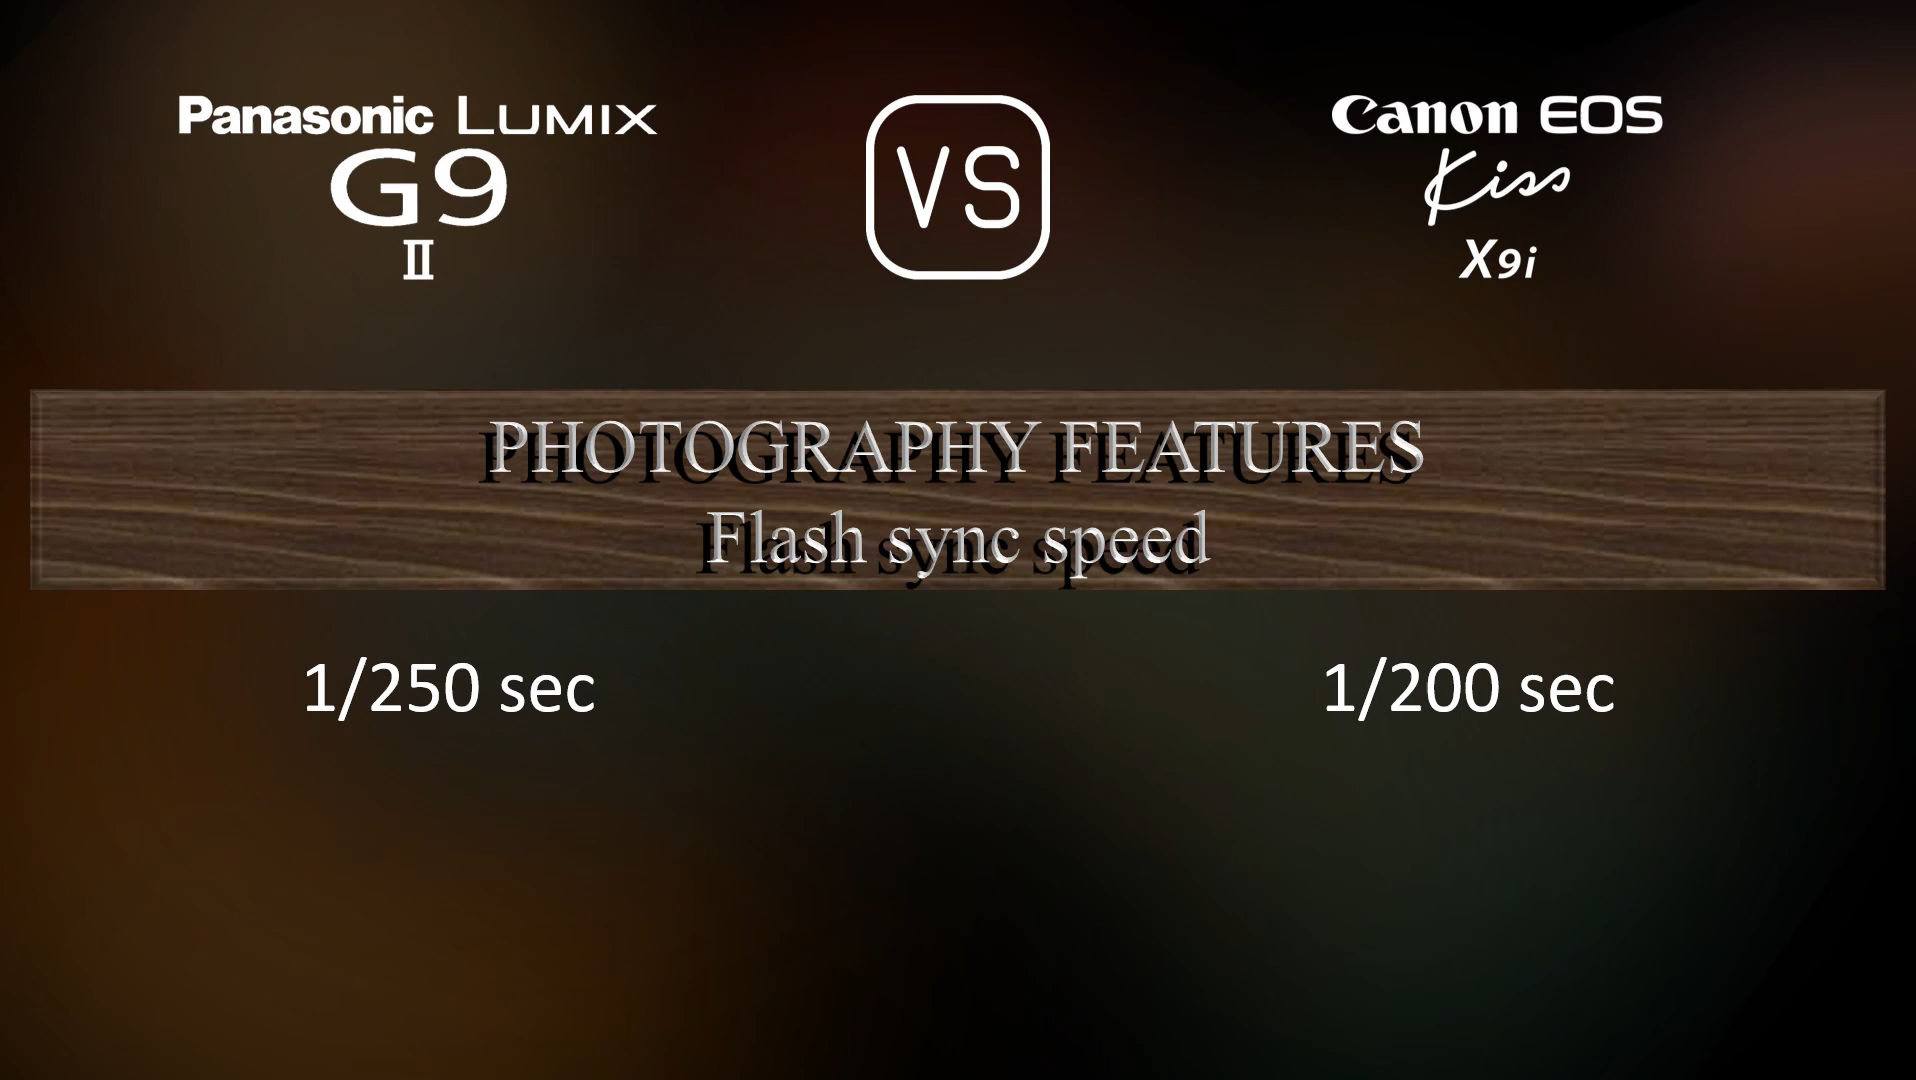 Panasonic LUMIX
G9
II
VS
Canon EOS
Kiss
X9i
PHOTOGRAPHY FEATURES
Flash sync speed
1/250 sec
1/200 sec